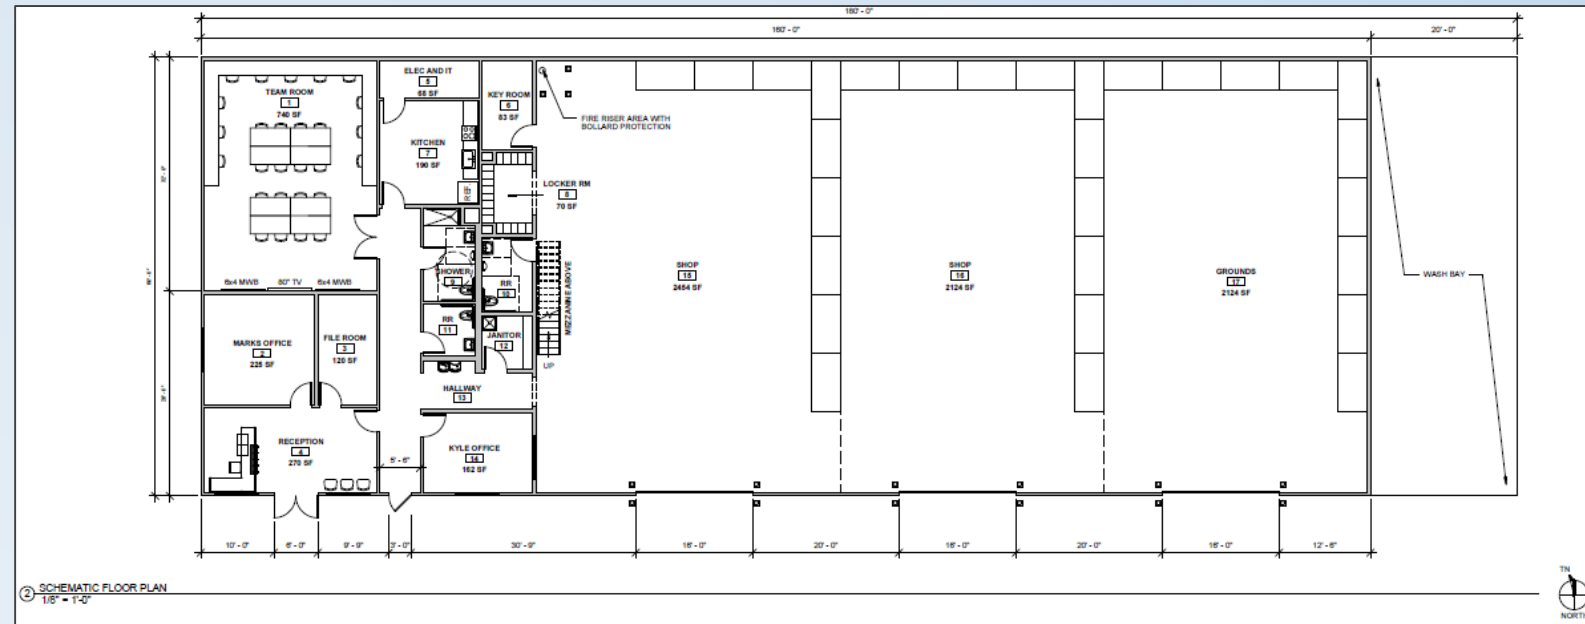 180' - 0"
160' - 0"
20' - 0"
TEAM ROOM
1
740 SF
ELEC AND IT
5
68 SF
KEY ROOM
6
83 SF
FIRE RISER AREA WITH
BOLLARD PROTECTION
KITCHEN
7
190 SF
REF.
LOCKER RM
8
70 SF
6x4 MWB
80" TV
6x4 MWB
SHOWER
9
RR
10
RR
11
JANITOR
12
MEZZANINE ABOVE
UP
MARKS OFFICE
2
225 SF
FILE ROOM
3
120 SF
HALLWAY
13
RECEPTION
4
270 SF
5' - 6"
KYLE OFFICE
14
162 SF
SHOP
15
2454 SF
SHOP
16
2124 SF
GROUNDS
17
2124 SF
WASH BAY
10' - 0"
6' - 0"
9' - 9"
3' - 0"
30' - 9"
16' - 0"
20' - 0"
16' - 0"
20' - 0"
16' - 0"
12' - 6"
2
SCHEMATIC FLOOR PLAN
1/8" = 1'-0"
TN
NORTH